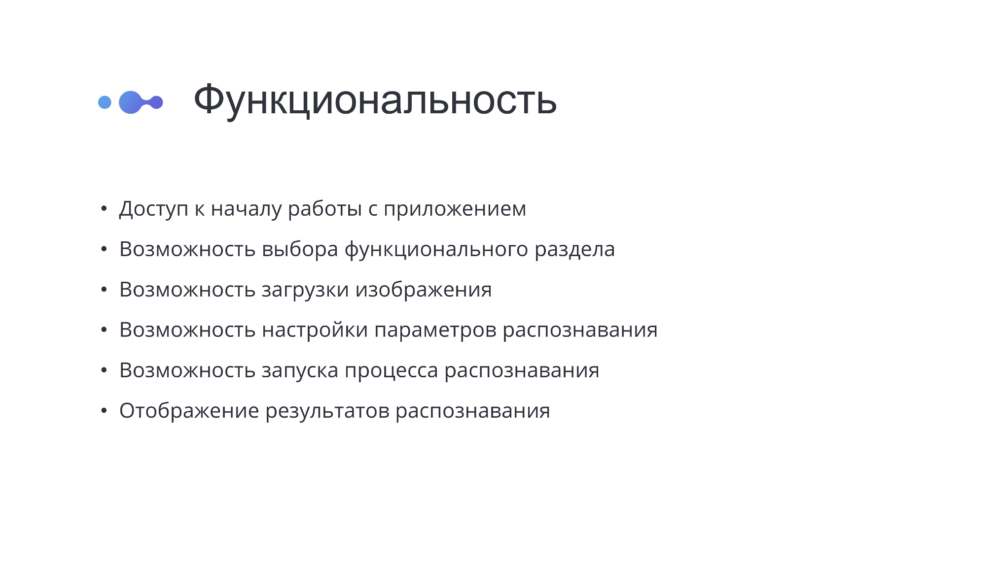 Функциональность
• Доступ к началу работы с приложением
• Возможность выбора функционального раздела
• Возможность загрузки изображения
• Возможность настройки параметров распознавания
• Возможность запуска процесса распознавания
• Отображение результатов распознавания